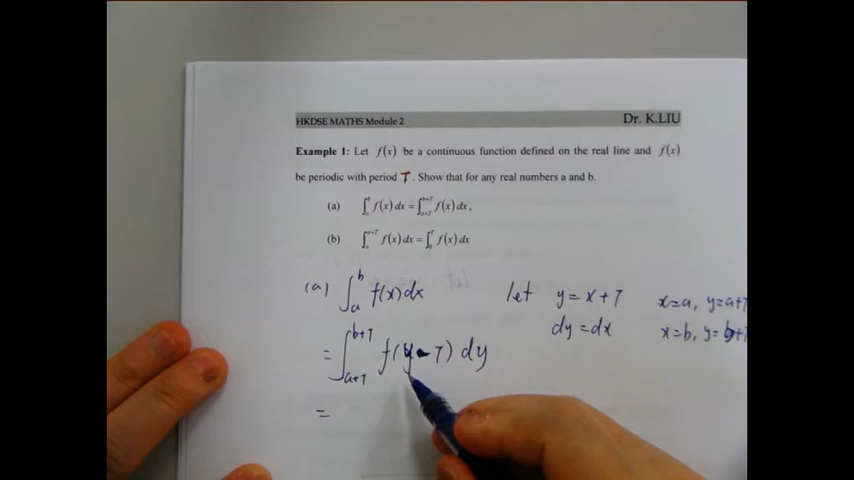 HKDSE MATHS Module 2 Dr. K.LIU
Example 1: Let f(x) be a continuous function defined on the real line and f(x)
be periodic with period T. Show that for any real numbers a and b.
(a) ∫_a^b f(x)dx = ∫_{a+T}^{b+T} f(x)dx,
(b) ∫_a^{a+T} f(x)dx = ∫_0^T f(x)dx
(a) ∫_a^b f(x)dx let y = x+T x=a, y=a+T
dy = dx x=b, y=b+T
= ∫_{a+T}^{b+T} f(y-T) dy
=